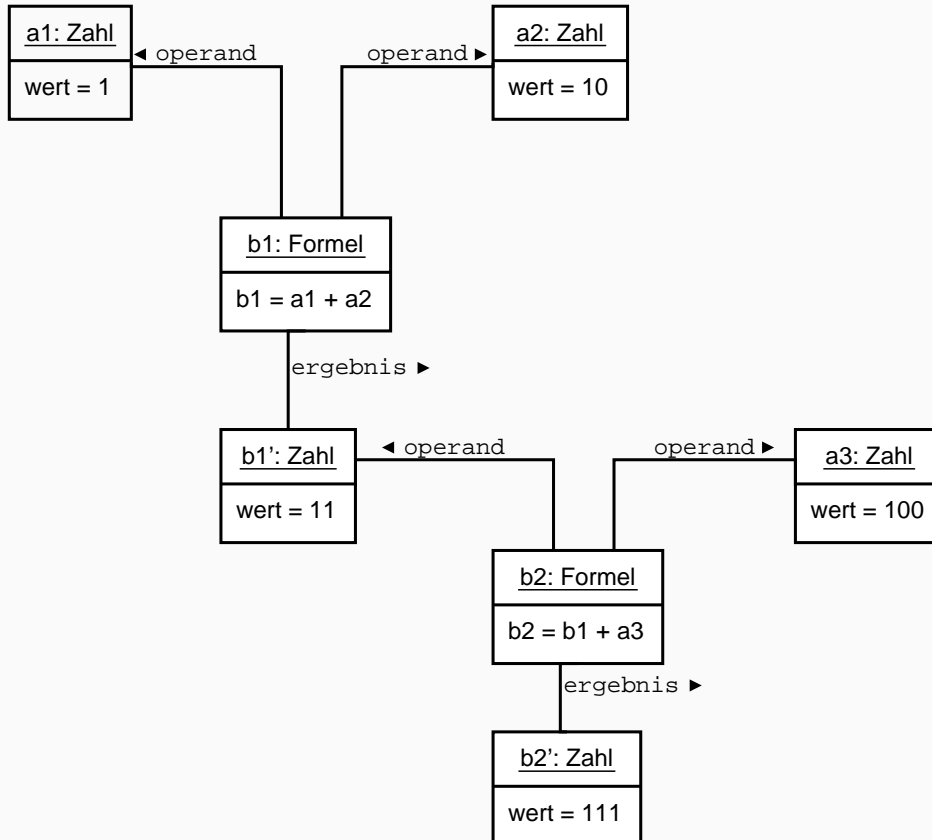 a1: Zahl
wert = 1
◄ operand
operand ►
a2: Zahl
wert = 10
b1: Formel
b1 = a1 + a2
ergebnis ►
b1’: Zahl
wert = 11
◄ operand
operand ►
a3: Zahl
wert = 100
b2: Formel
b2 = b1 + a3
ergebnis ►
b2’: Zahl
wert = 111